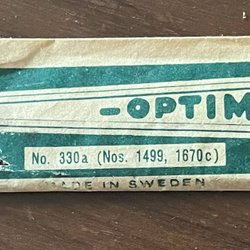 -OPTIM
No. 330a (Nos. 1499, 1670c)
MADE IN SWEDEN